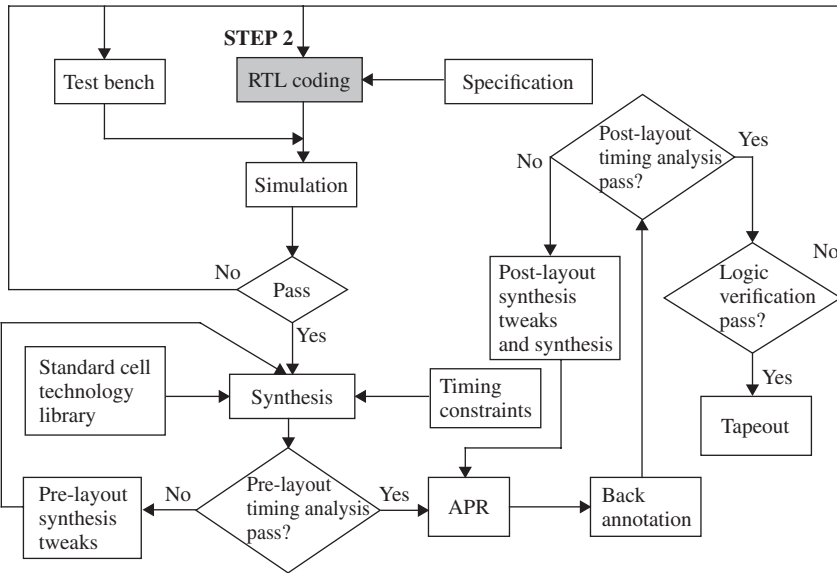 STEP 2
Test bench
RTL coding
Specification
Simulation
No
Pass
Yes
Standard cell
technology
library
Synthesis
Timing
constraints
Pre-layout
synthesis
tweaks
No
Pre-layout
timing analysis
pass?
Yes
APR
Back
annotation
Post-layout
timing analysis
pass?
No
Yes
Post-layout
synthesis
tweaks
and synthesis
Logic
verification
pass?
No
Yes
Tapeout